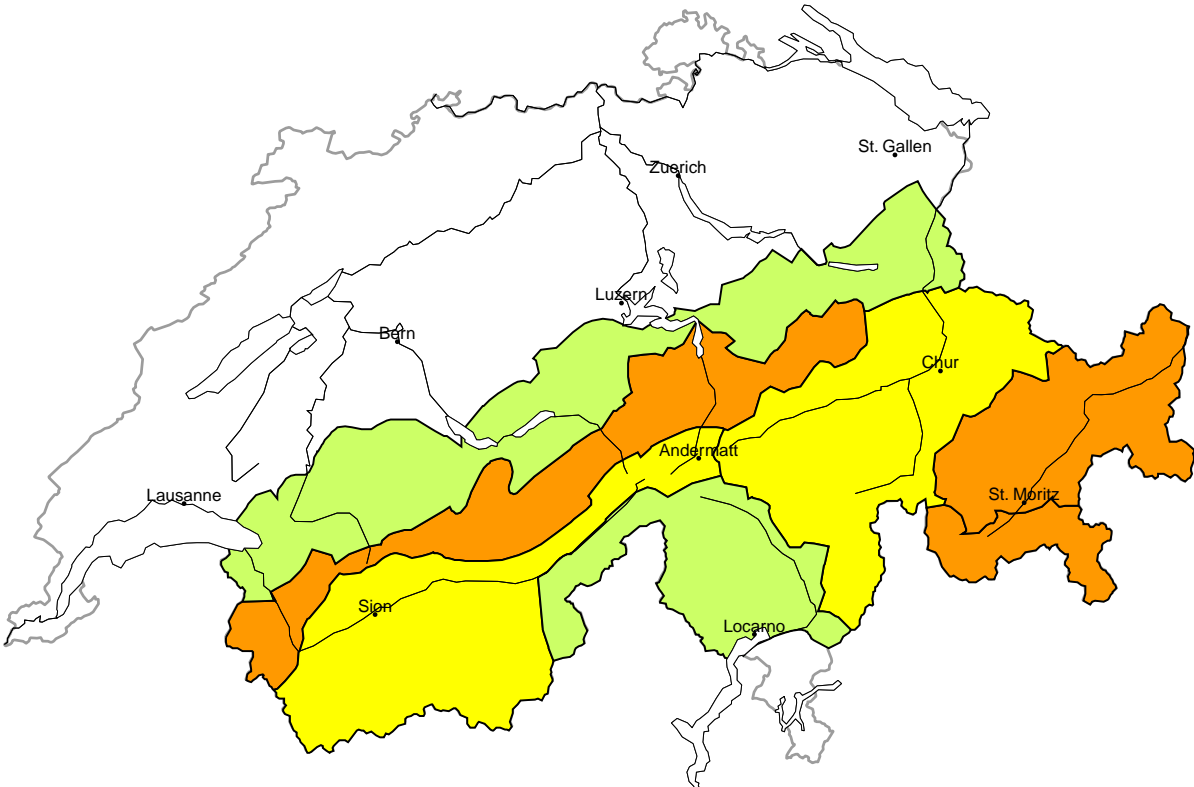 St. Gallen
Zuerich
Luzern
Bern
Chur
Andermatt
Lausanne
St. Moritz
Sion
Locarno